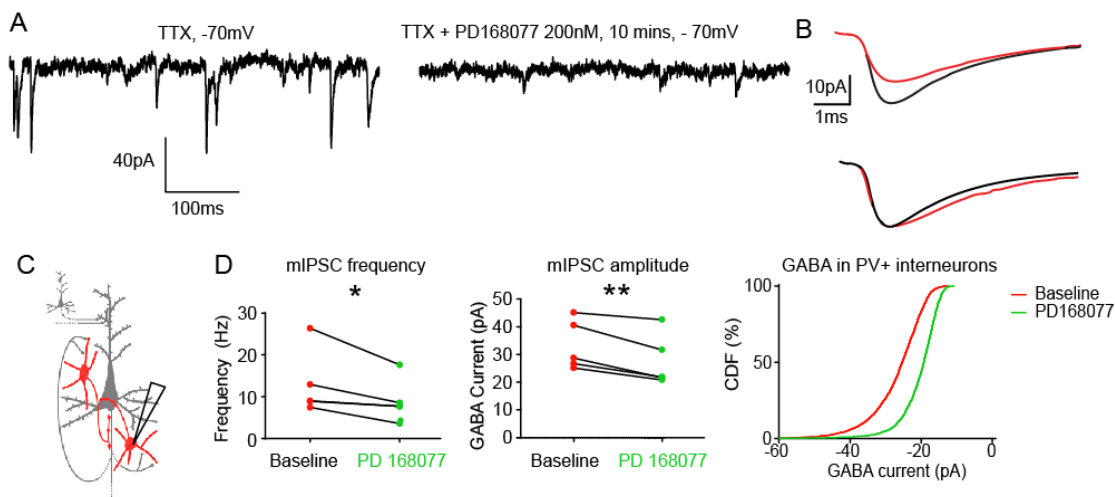 A
TTX, -70mV
TTX + PD168077 200nM, 10 mins, - 70mV
40pA
100ms
B
10pA
1ms
C
D
mIPSC frequency
*
Frequency (Hz)
30
20
10
0
Baseline
PD 168077
mIPSC amplitude
**
GABA Current (pA)
50
40
30
20
10
0
Baseline
PD 168077
GABA in PV+ interneurons
CDF (%)
100
50
0
-60
-40
-20
0
GABA current (pA)
Baseline
PD168077